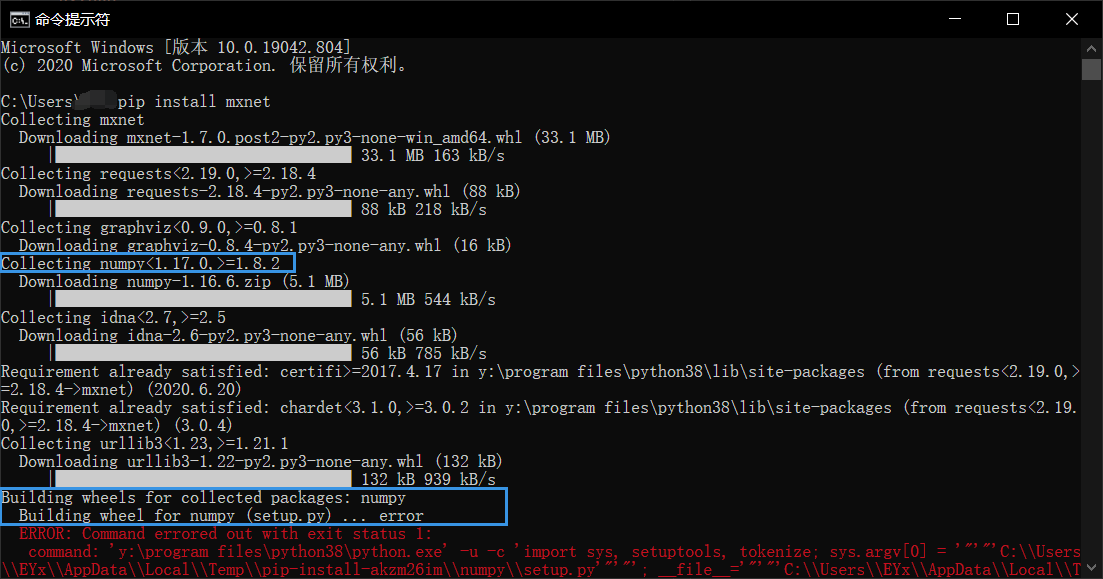 命令提示符
Microsoft Windows [版本 10.0.19042.804]
(c) 2020 Microsoft Corporation. 保留所有权利。
C:\Users\ pip install mxnet
Collecting mxnet
Downloading mxnet-1.7.0.post2-py2.py3-none-win_amd64.whl (33.1 MB)
| 33.1 MB 163 kB/s
Collecting requests<2.19.0,>=2.18.4
Downloading requests-2.18.4-py2.py3-none-any.whl (88 kB)
| 88 kB 218 kB/s
Collecting graphviz<0.9.0,>=0.8.1
Downloading graphviz-0.8.4-py2.py3-none-any.whl (16 kB)
Collecting numpy<1.17.0,>=1.8.2
Downloading numpy-1.16.6.zip (5.1 MB)
| 5.1 MB 544 kB/s
Collecting idna<2.7,>=2.5
Downloading idna-2.6-py2.py3-none-any.whl (56 kB)
| 56 kB 785 kB/s
Requirement already satisfied: certifi>=2017.4.17 in y:\program files\python38\lib\site-packages (from requests<2.19.0,>
=2.18.4->mxnet) (2020.6.20)
Requirement already satisfied: chardet<3.1.0,>=3.0.2 in y:\program files\python38\lib\site-packages (from requests<2.19.
0,>=2.18.4->mxnet) (3.0.4)
Collecting urllib3<1.23,>=1.21.1
Downloading urllib3-1.22-py2.py3-none-any.whl (132 kB)
| 132 kB 939 kB/s
Building wheels for collected packages: numpy
Building wheel for numpy (setup.py) ... error
ERROR: Command errored out with exit status 1:
command: 'y:\program files\python38\python.exe' -u -c 'import sys, setuptools, tokenize; sys.argv[0] = '"'"'C:\\Users
\\EYx\\AppData\\Local\\Temp\\pip-install-akzm26im\\numpy\\setup.py'"'"'; __file__='"'"'C:\\Users\\EYx\\AppData\\Local\\T